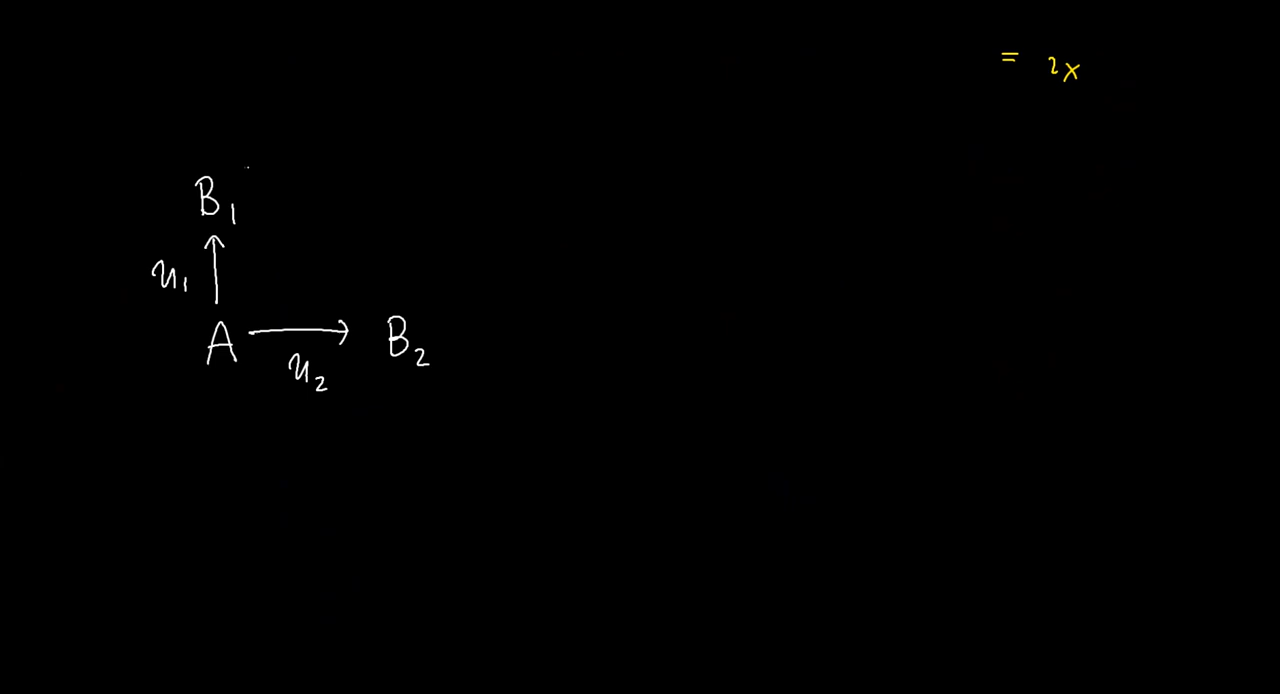 = 2x
B₁
u₁
A → B₂
u₂